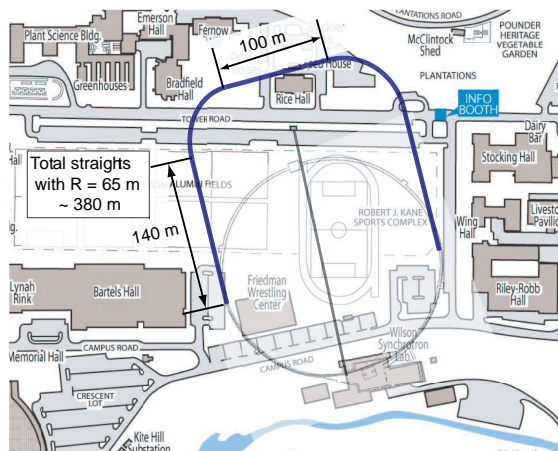 Emerson
Hall
Fernow
PLANTATIONS ROAD
POUNDER
HERITAGE
VEGETABLE
GARDEN
Plant Science Bldg.
100 m
McClintock
Shed
Bradfield
Hall
House
PLANTATIONS
Greenhouses
Rice Hall
INFO
BOOTH
TOWER ROAD
Dairy
Bar
Total straights
with R = 65 m
~ 380 m
Stocking Hall
ALUMNI FIELDS
140 m
ROBERT J. KANE
SPORTS COMPLEX
Wing
Hall
Livestock
Pavilion
Lynah
Rink
Bartels Hall
Friedman
Wrestling
Center
Riley-Robb
Hall
Wilson
Synchrotron
Lab.
Memorial Hall
CAMPUS ROAD
CAMPUS ROAD
CRESCENT
LOT
Kite Hill
Substation